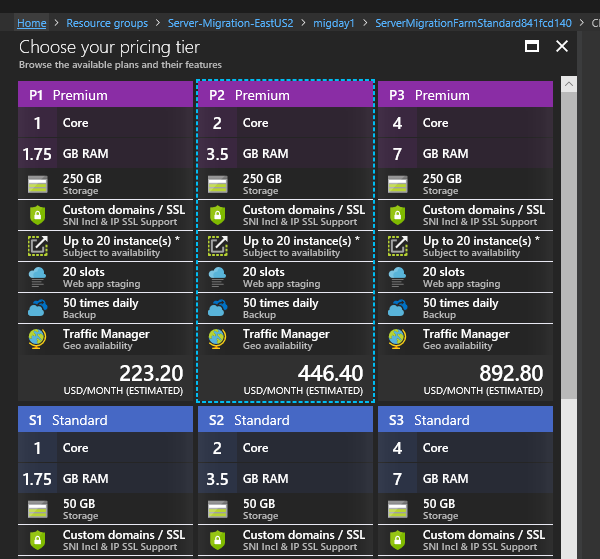 Home > Resource groups > Server-Migration-EastUS2 > migday1 > ServerMigrationFarmStandard841fcd140 >
Choose your pricing tier
Browse the available plans and their features
P1 Premium
1 Core
1.75 GB RAM
250 GB
Storage
Custom domains / SSL
SNI Incl & IP SSL Support
Up to 20 instance(s) *
Subject to availability
20 slots
Web app staging
50 times daily
Backup
Traffic Manager
Geo availability
223.20
USD/MONTH (ESTIMATED)
P2 Premium
2 Core
3.5 GB RAM
250 GB
Storage
Custom domains / SSL
SNI Incl & IP SSL Support
Up to 20 instance(s) *
Subject to availability
20 slots
Web app staging
50 times daily
Backup
Traffic Manager
Geo availability
446.40
USD/MONTH (ESTIMATED)
P3 Premium
4 Core
7 GB RAM
250 GB
Storage
Custom domains / SSL
SNI Incl & IP SSL Support
Up to 20 instance(s) *
Subject to availability
20 slots
Web app staging
50 times daily
Backup
Traffic Manager
Geo availability
892.80
USD/MONTH (ESTIMATED)
S1 Standard
1 Core
1.75 GB RAM
50 GB
Storage
Custom domains / SSL
SNI Incl & IP SSL Support
S2 Standard
2 Core
3.5 GB RAM
50 GB
Storage
Custom domains / SSL
SNI Incl & IP SSL Support
S3 Standard
4 Core
7 GB RAM
50 GB
Storage
Custom domains / SSL
SNI Incl & IP SSL Support